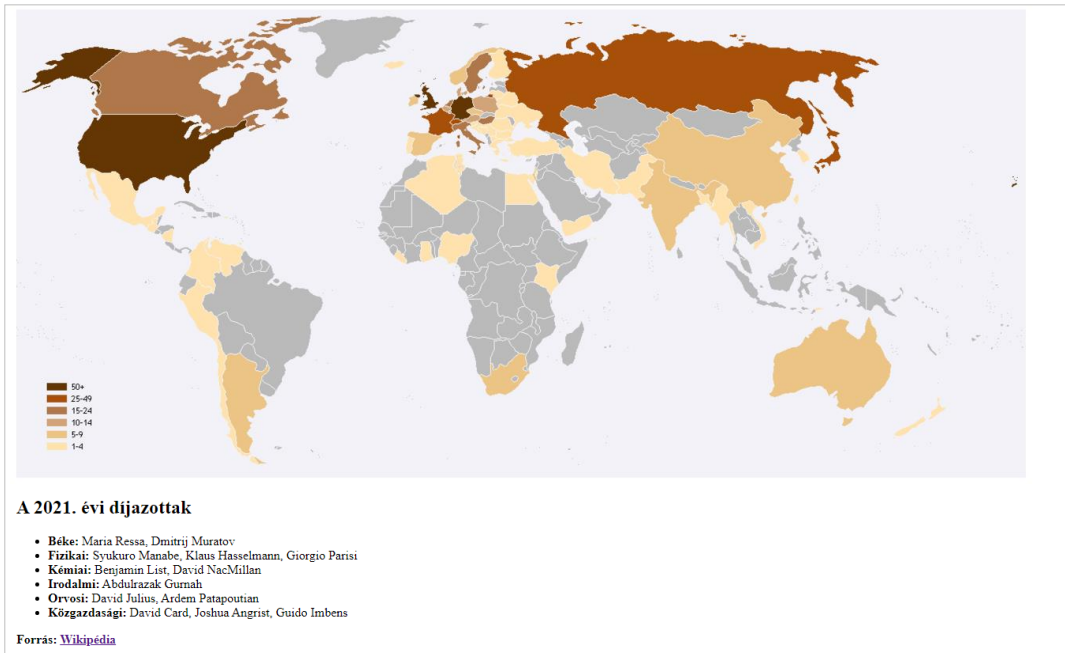 50+
25-49
15-24
10-14
5-9
1-4
A 2021. évi díjazottak
Béke: Maria Ressa, Dmitrij Muratov
Fizikai: Syukuro Manabe, Klaus Hasselmann, Giorgio Parisi
Kémiai: Benjamin List, David NacMillan
Irodalmi: Abdulrazak Gurnah
Orvosi: David Julius, Ardem Patapoutian
Közgazdasági: David Card, Joshua Angrist, Guido Imbens
Forrás: Wikipédia